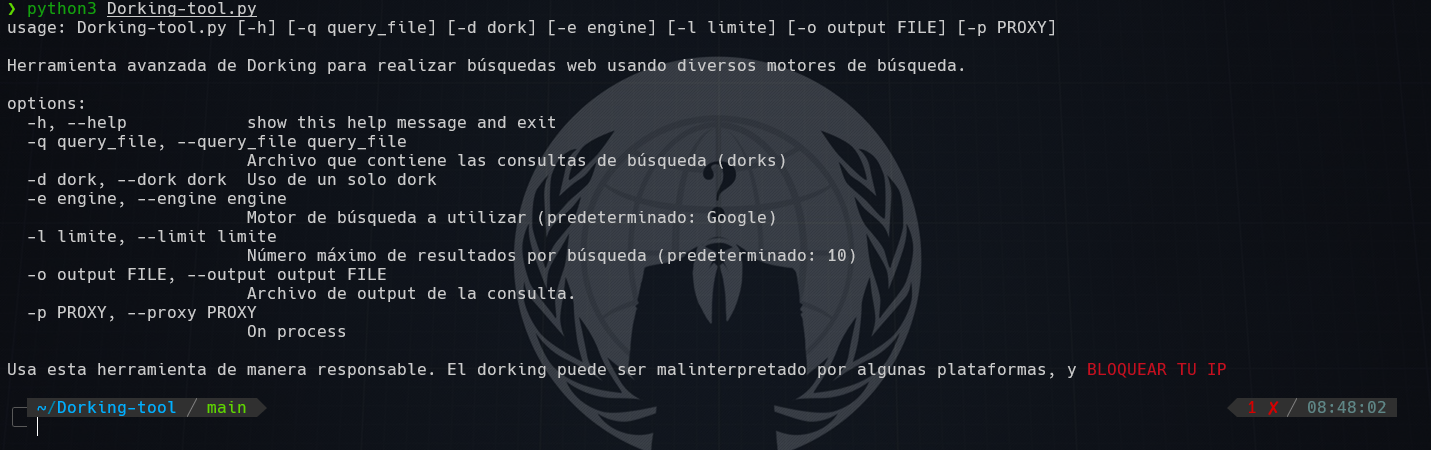 ❯ python3 Dorking-tool.py
usage: Dorking-tool.py [-h] [-q query_file] [-d dork] [-e engine] [-l limite] [-o output FILE] [-p PROXY]
Herramienta avanzada de Dorking para realizar búsquedas web usando diversos motores de búsqueda.
options:
-h, --help show this help message and exit
-q query_file, --query_file query_file
Archivo que contiene las consultas de búsqueda (dorks)
-d dork, --dork dork Uso de un solo dork
-e engine, --engine engine
Motor de búsqueda a utilizar (predeterminado: Google)
-l limite, --limit limite
Número máximo de resultados por búsqueda (predeterminado: 10)
-o output FILE, --output output FILE
Archivo de output de la consulta.
-p PROXY, --proxy PROXY
On process
Usa esta herramienta de manera responsable. El dorking puede ser malinterpretado por algunas plataformas, y BLOQUEAR TU IP
~/Dorking-tool / main 1 ✘ / 08:48:02